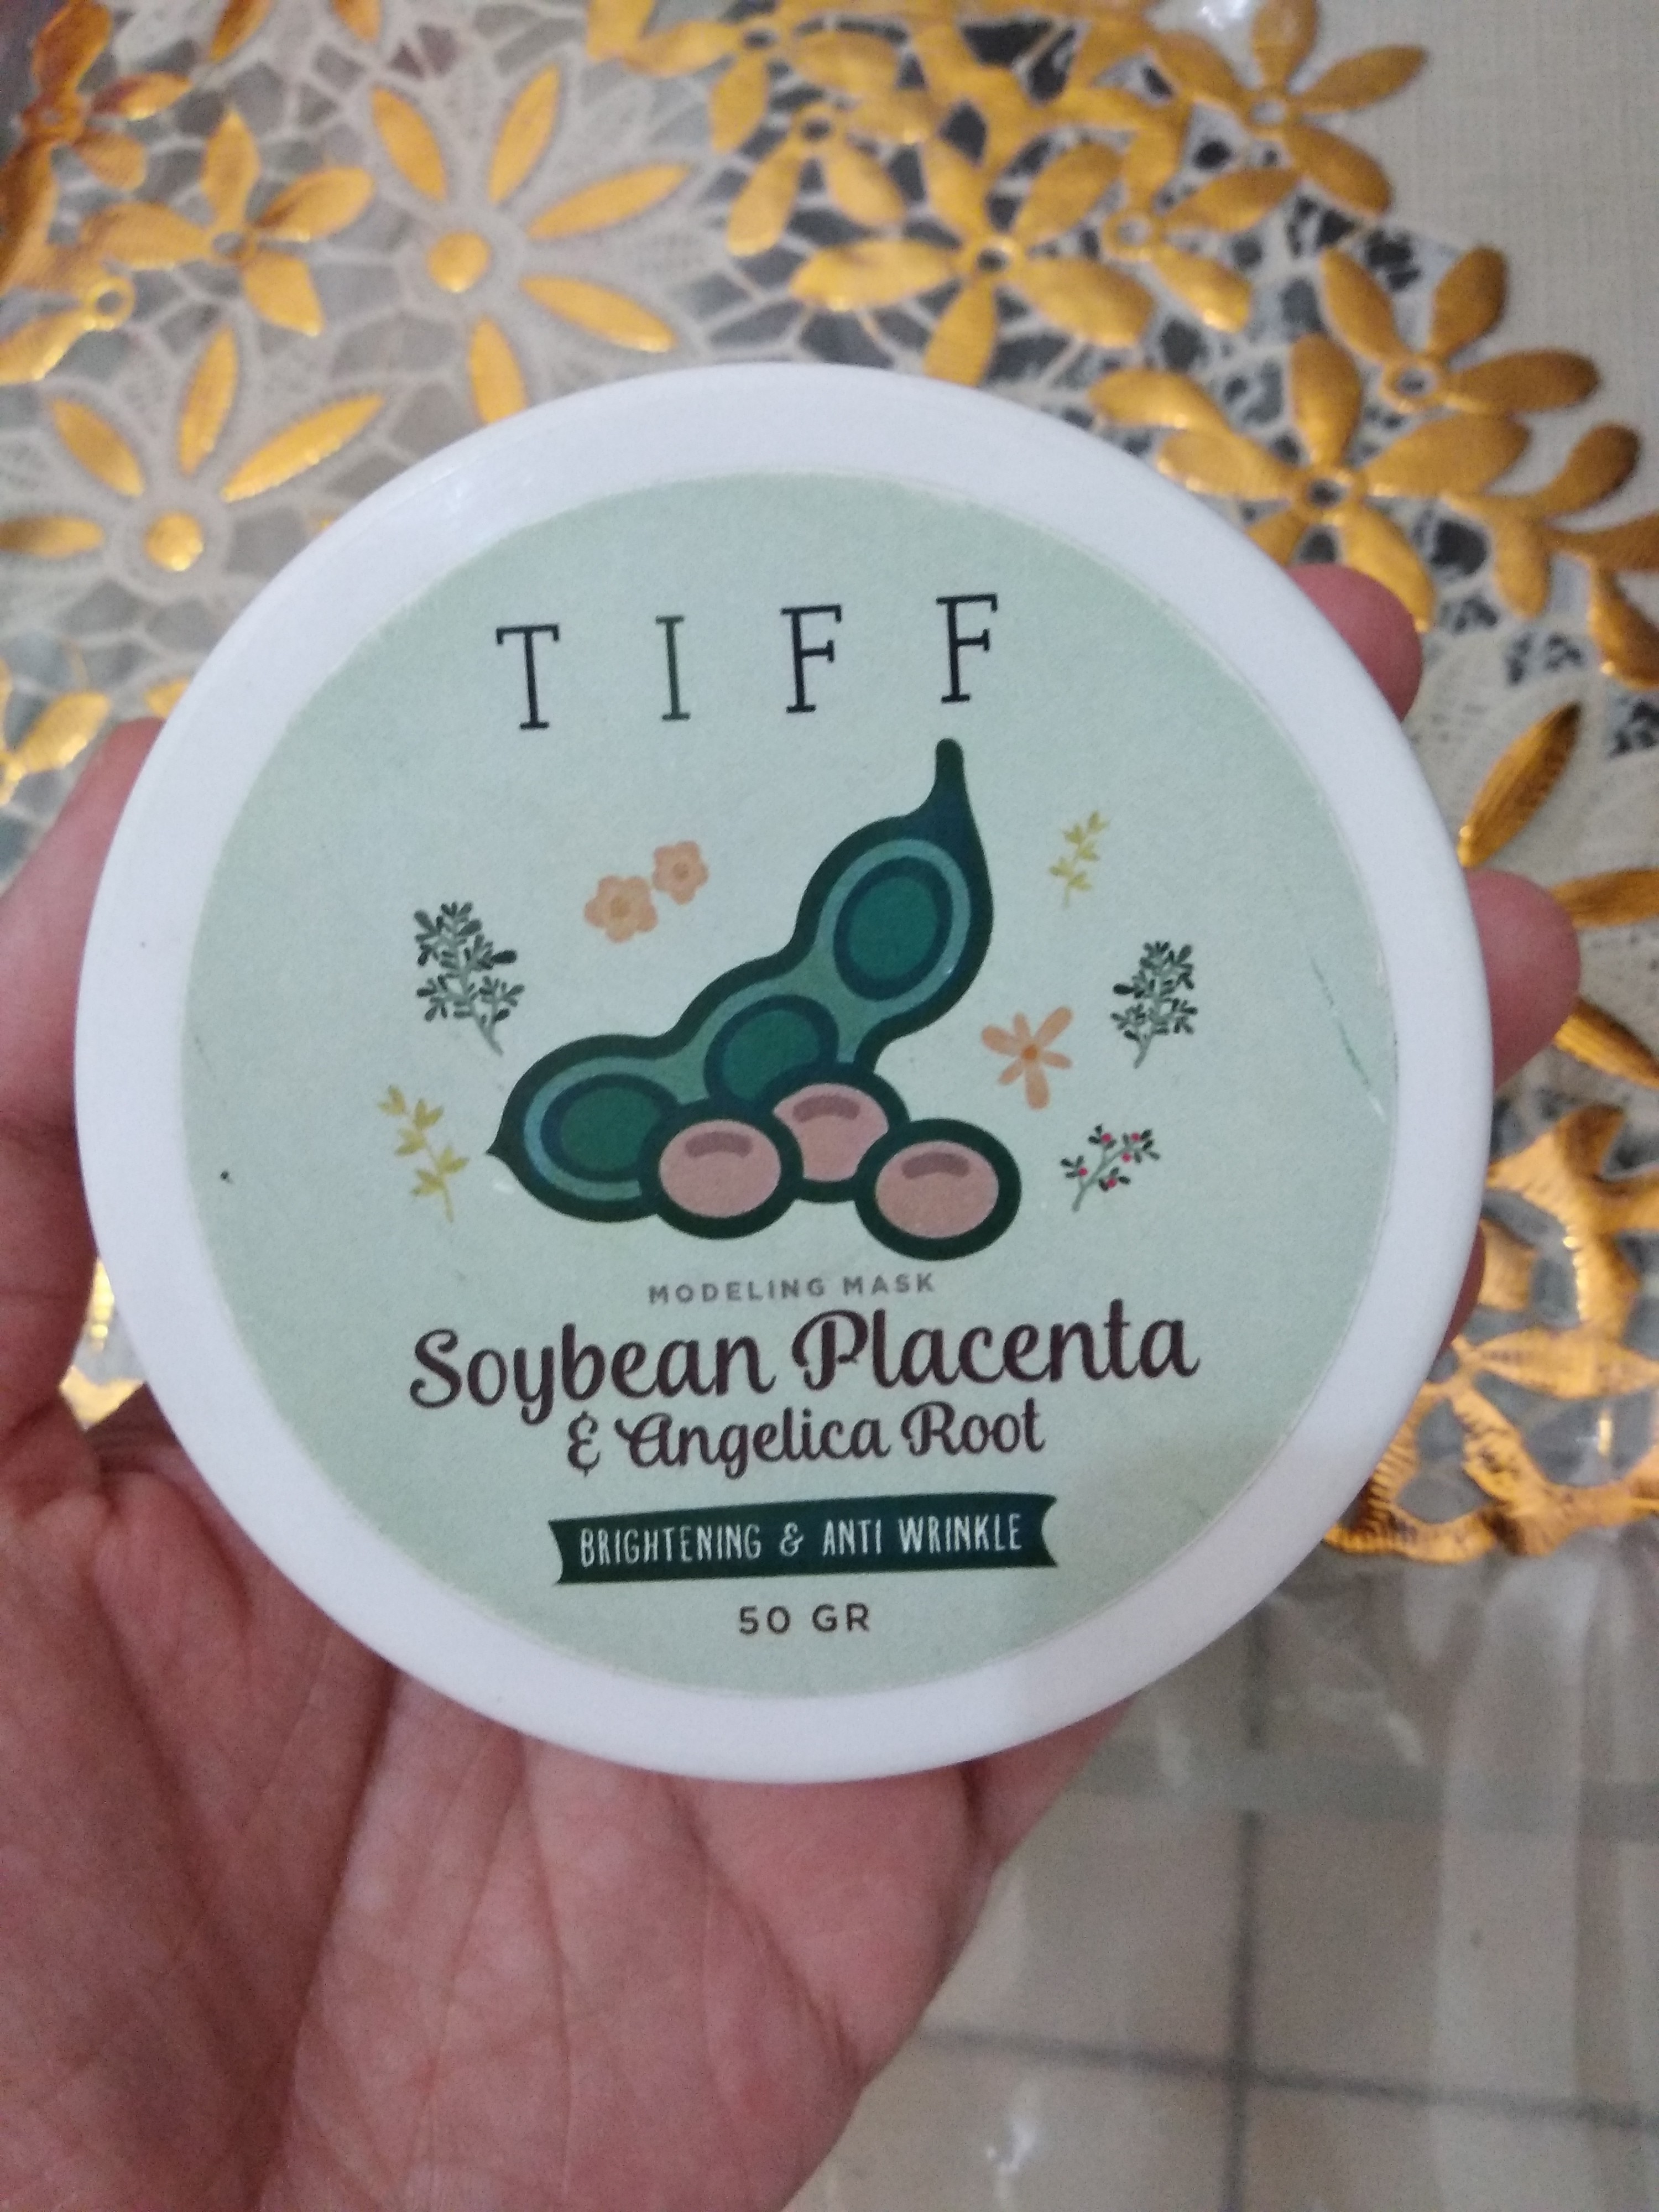 TIFF
MODELING MASK
Soybean Placenta
& Angelica Root
BRIGHTENING & ANTI WRINKLE
50 GR